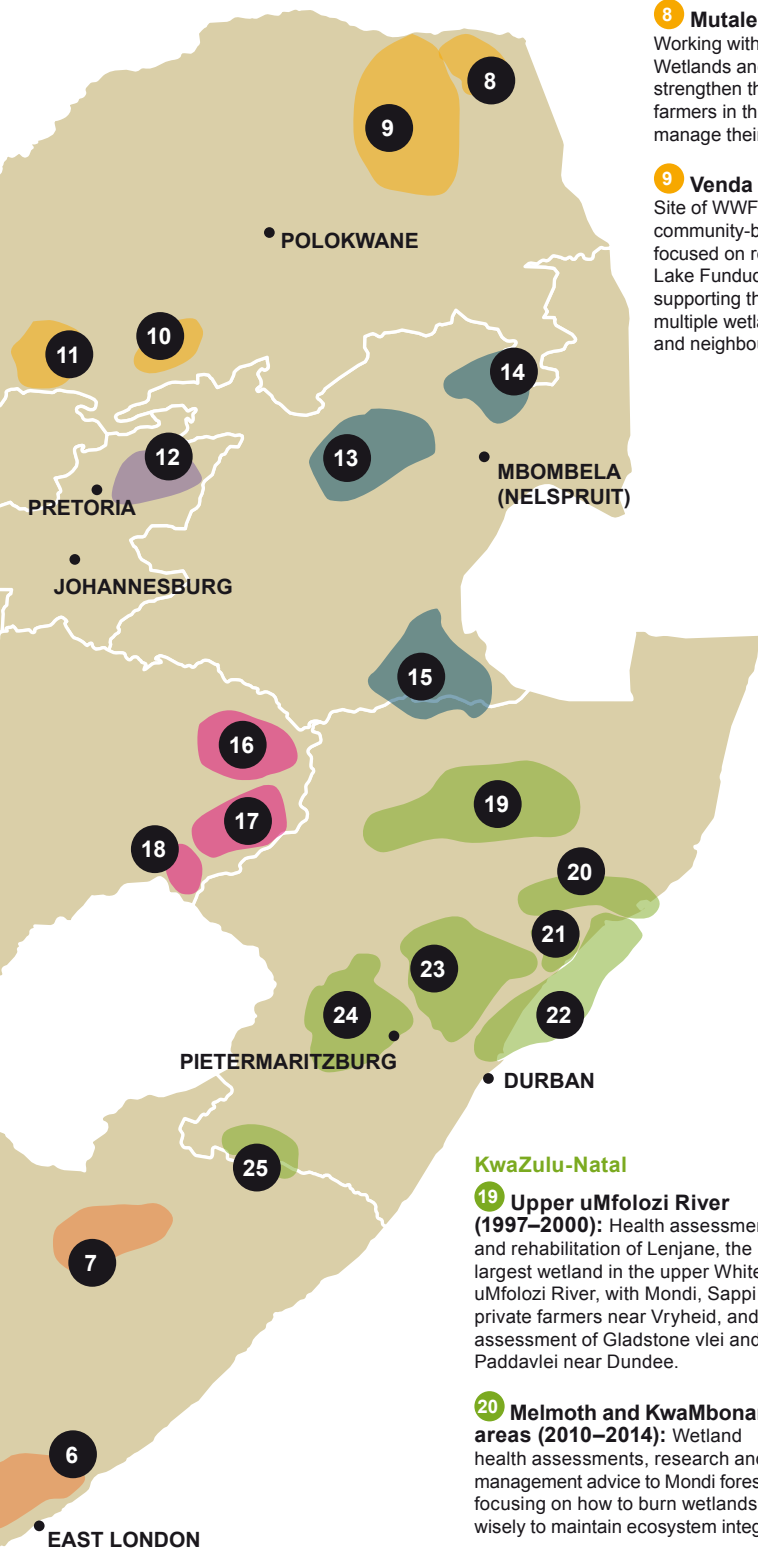 8 Mutale
Working with
Wetlands and
strengthen th
farmers in th
manage their
9 Venda
Site of WWF
community-b
focused on re
Lake Funduc
supporting th
multiple wetla
and neighbou
8
9
POLOKWANE
10
11
14
12
13
MBOMBELA
(NELSPRUIT)
PRETORIA
JOHANNESBURG
15
16
19
17
18
20
21
23
24
22
PIETERMARITZBURG
DURBAN
25
7
6
EAST LONDON
KwaZulu-Natal
19 Upper uMfolozi River
(1997–2000): Health assessmen
and rehabilitation of Lenjane, the
largest wetland in the upper White
uMfolozi River, with Mondi, Sappi
private farmers near Vryheid, and
assessment of Gladstone vlei and
Paddavlei near Dundee.
20 Melmoth and KwaMbonam
areas (2010–2014): Wetland
health assessments, research and
management advice to Mondi fores
focusing on how to burn wetlands
wisely to maintain ecosystem integ